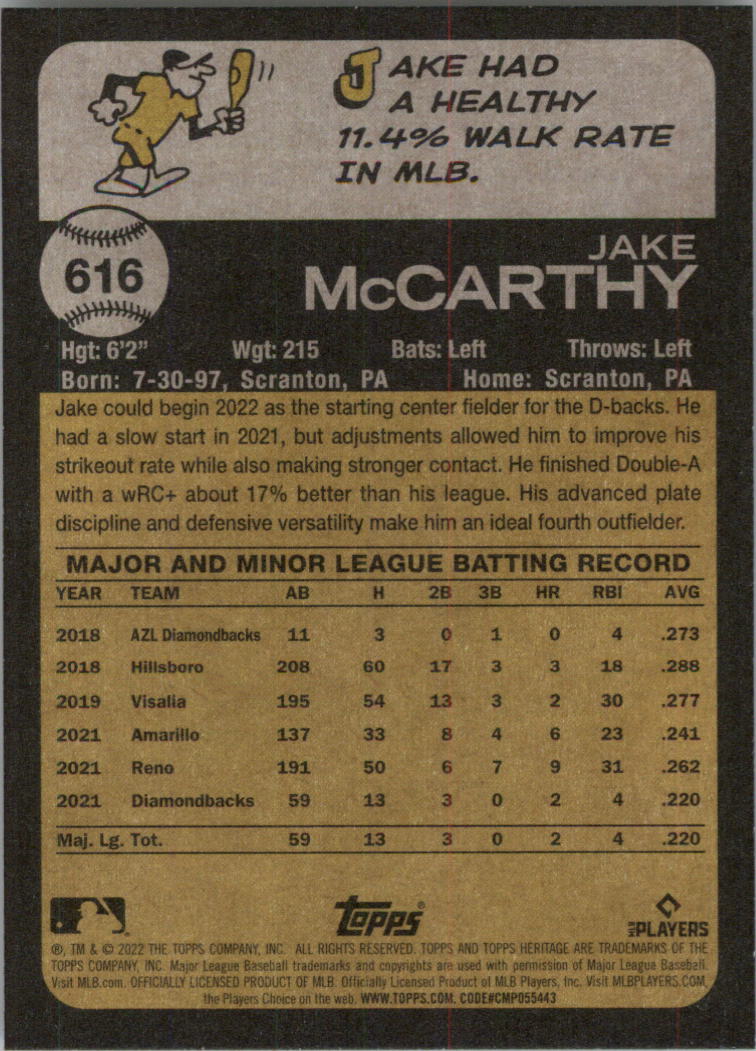 JAKE HAD
A HEALTHY
11.4% WALK RATE
IN MLB.
616
JAKE
McCARTHY
Hgt: 6'2" Wgt: 215 Bats: Left Throws: Left
Born: 7-30-97, Scranton, PA Home: Scranton, PA
Jake could begin 2022 as the starting center fielder for the D-backs. He
had a slow start in 2021, but adjustments allowed him to improve his
strikeout rate while also making stronger contact. He finished Double-A
with a wRC+ about 17% better than his league. His advanced plate
discipline and defensive versatility make him an ideal fourth outfielder.
MAJOR AND MINOR LEAGUE BATTING RECORD
YEAR TEAM AB H 2B 3B HR RBI AVG
2018 AZL Diamondbacks 11 3 0 1 0 4 .273
2018 Hillsboro 208 60 17 3 3 18 .288
2019 Visalia 195 54 13 3 2 30 .277
2021 Amarillo 137 33 8 4 6 23 .241
2021 Reno 191 50 6 7 9 31 .262
2021 Diamondbacks 59 13 3 0 2 4 .220
Maj. Lg. Tot. 59 13 3 0 2 4 .220
Topps®
MLB PLAYERS
®, TM & © 2022 THE TOPPS COMPANY, INC. ALL RIGHTS RESERVED. TOPPS AND TOPPS HERITAGE ARE TRADEMARKS OF THE
TOPPS COMPANY, INC. Major League Baseball trademarks and copyrights are used with permission of Major League Baseball.
Visit MLB.com. OFFICIALLY LICENSED PRODUCT OF MLB. Officially Licensed Product of MLB Players, Inc. Visit MLBPLAYERS.COM,
the Players Choice on the web. WWW.TOPPS.COM. CODE#CMP055443